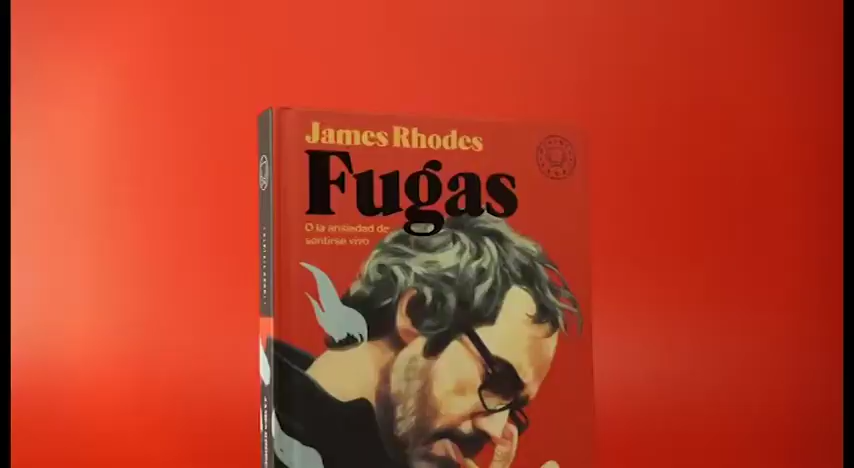 James Rhodes
Fugas
O la ansiedad de
sentirse vivo